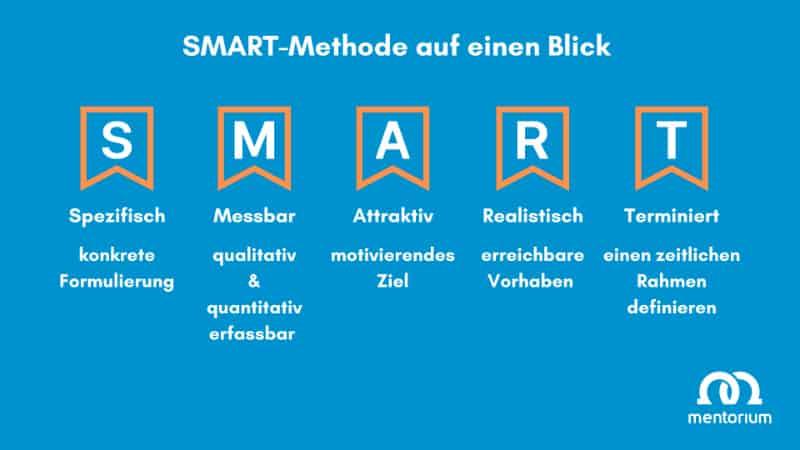 SMART-Methode auf einen Blick
S M A R T
Spezifisch
konkrete
Formulierung
Messbar
qualitativ
&
quantitativ
erfassbar
Attraktiv
motivierendes
Ziel
Realistisch
erreichbare
Vorhaben
Terminiert
einen zeitlichen
Rahmen
definieren
mentorium